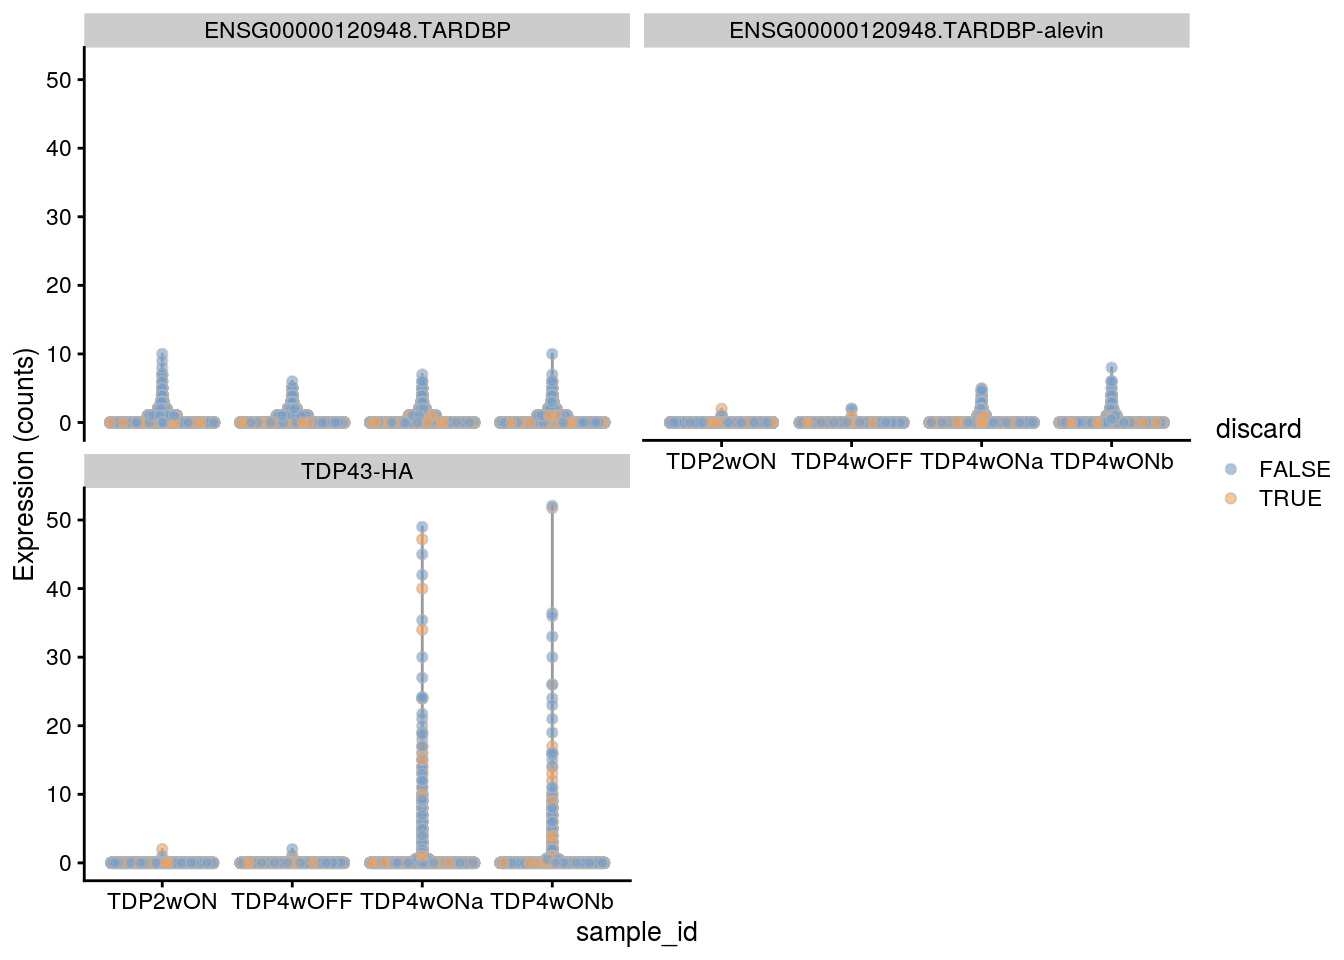 ENSG00000120948.TARDBP
ENSG00000120948.TARDBP-alevin
50
40
30
20
10
0
TDP2wON TDP4wOFF TDP4wONa TDP4wONb
TDP43-HA
50
40
30
20
10
0
TDP2wON TDP4wOFF TDP4wONa TDP4wONb
Expression (counts)
sample_id
discard
FALSE
TRUE